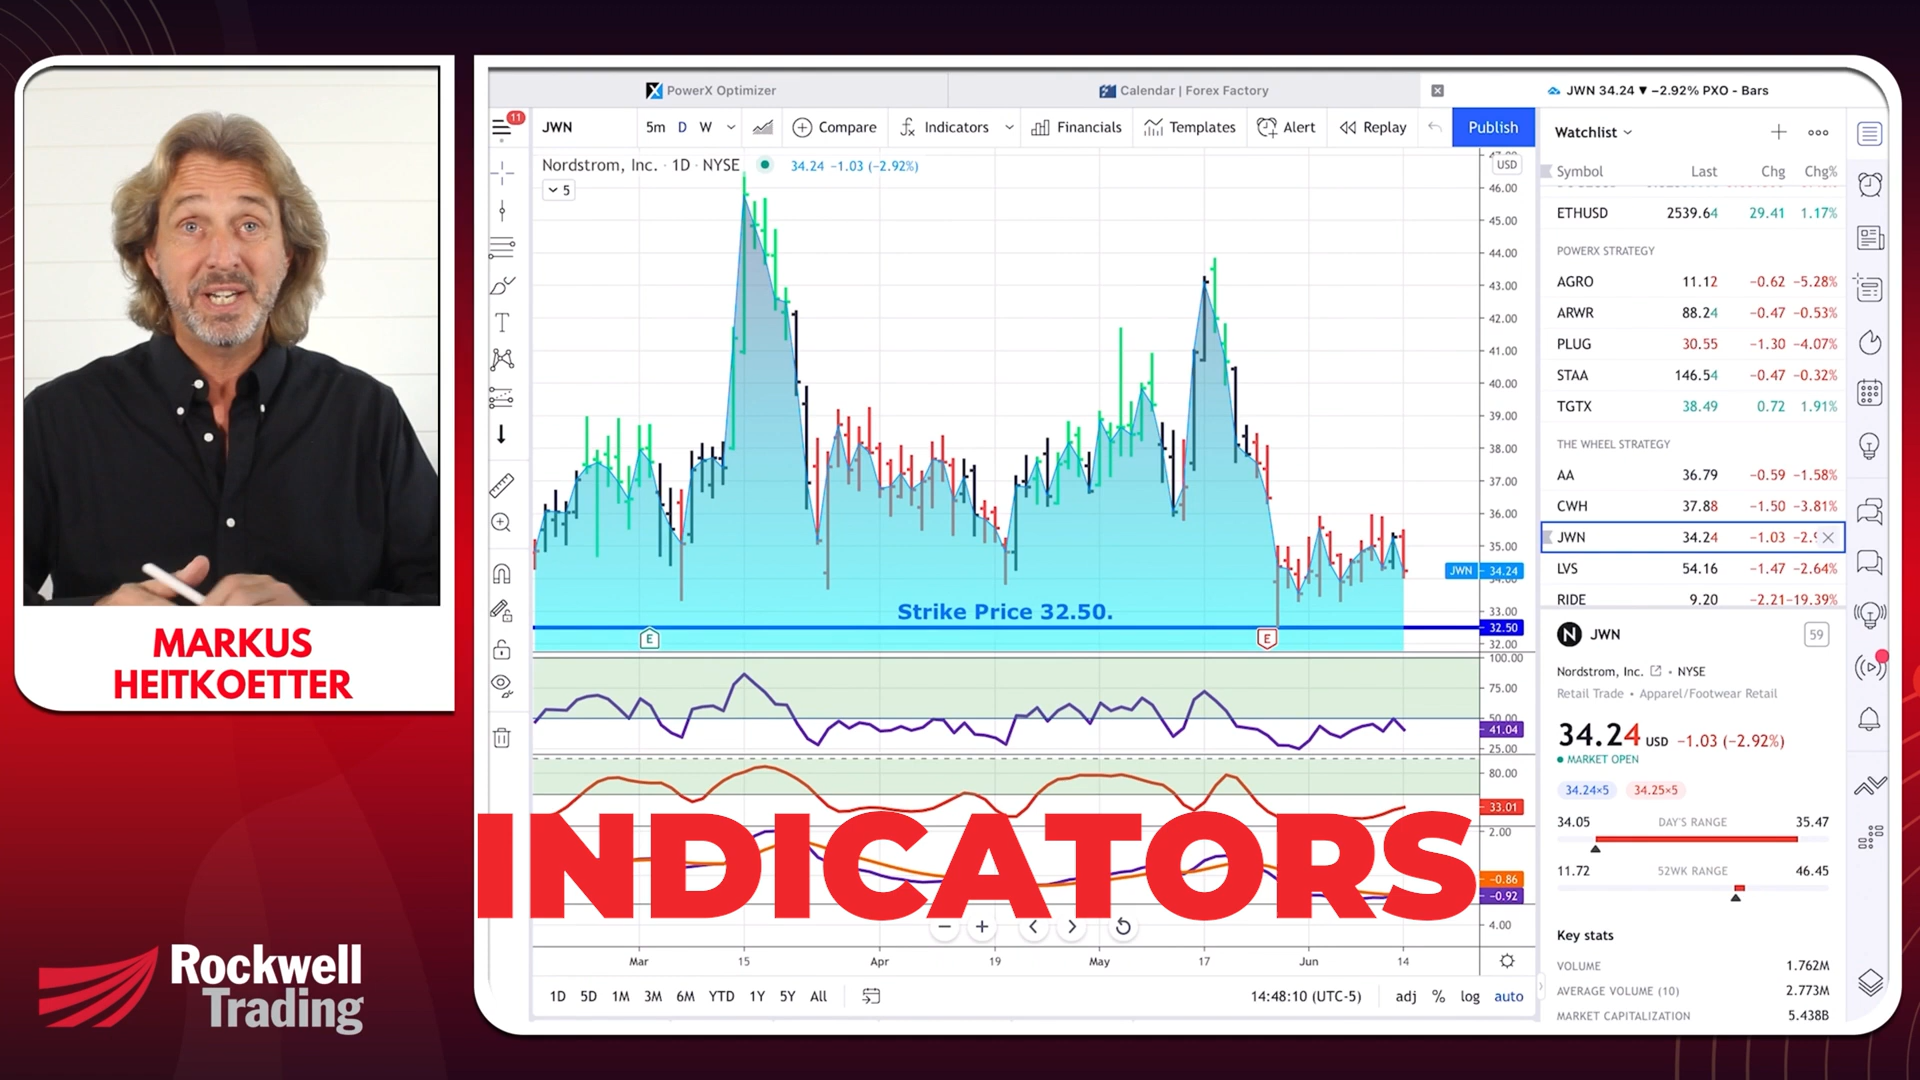 PowerX Optimizer
Calendar | Forex Factory
JWN 34.24 ▼ −2.92% PXO - Bars
11
JWN
5m D W
Compare
Indicators
Financials
Templates
Alert
Replay
Publish
Nordstrom, Inc. · 1D · NYSE
34.24 −1.03 (−2.92%)
5
USD
46.00
45.00
44.00
43.00
42.00
41.00
40.00
39.00
38.00
37.00
36.00
35.00
JWN 34.24
33.00
32.50
32.00
Strike Price 32.50.
E
E
100.00
75.00
50.00
41.04
25.00
80.00
33.01
2.00
−0.86
−0.92
4.00
INDICATORS
Mar 15 Apr 19 May 17 Jun 14
1D 5D 1M 3M 6M YTD 1Y 5Y All
14:48:10 (UTC-5)
adj % log auto
Watchlist
Symbol Last Chg Chg%
ETHUSD 2539.64 29.41 1.17%
POWERX STRATEGY
AGRO 11.12 −0.62 −5.28%
ARWR 88.24 −0.47 −0.53%
PLUG 30.55 −1.30 −4.07%
STAA 146.54 −0.47 −0.32%
TGTX 38.49 0.72 1.91%
THE WHEEL STRATEGY
AA 36.79 −0.59 −1.58%
CWH 37.88 −1.50 −3.81%
JWN 34.24 −1.03
LVS 54.16 −1.47 −2.64%
RIDE 9.20 −2.21 −19.39%
N JWN
59
Nordstrom, Inc. • NYSE
Retail Trade • Apparel/Footwear Retail
34.24 USD −1.03 (−2.92%)
MARKET OPEN
34.24×5 34.25×5
34.05 DAY'S RANGE 35.47
11.72 52WK RANGE 46.45
Key stats
VOLUME 1.762M
AVERAGE VOLUME (10) 2.773M
MARKET CAPITALIZATION 5.438B
MARKUS
HEITKOETTER
Rockwell
Trading